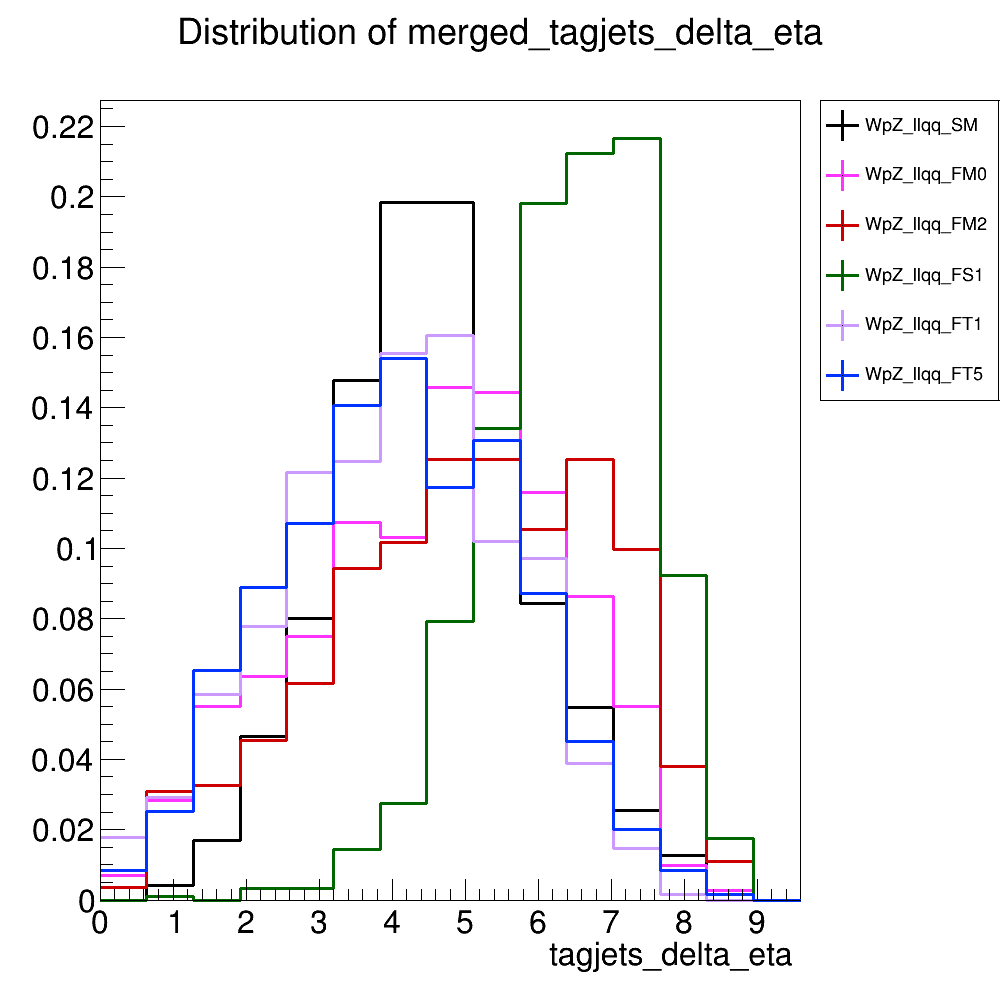 Distribution of merged_tagjets_delta_eta
0.22
0.2
0.18
0.16
0.14
0.12
0.1
0.08
0.06
0.04
0.02
0
0 1 2 3 4 5 6 7 8 9
tagjets_delta_eta
WpZ_llqq_SM
WpZ_llqq_FM0
WpZ_llqq_FM2
WpZ_llqq_FS1
WpZ_llqq_FT1
WpZ_llqq_FT5